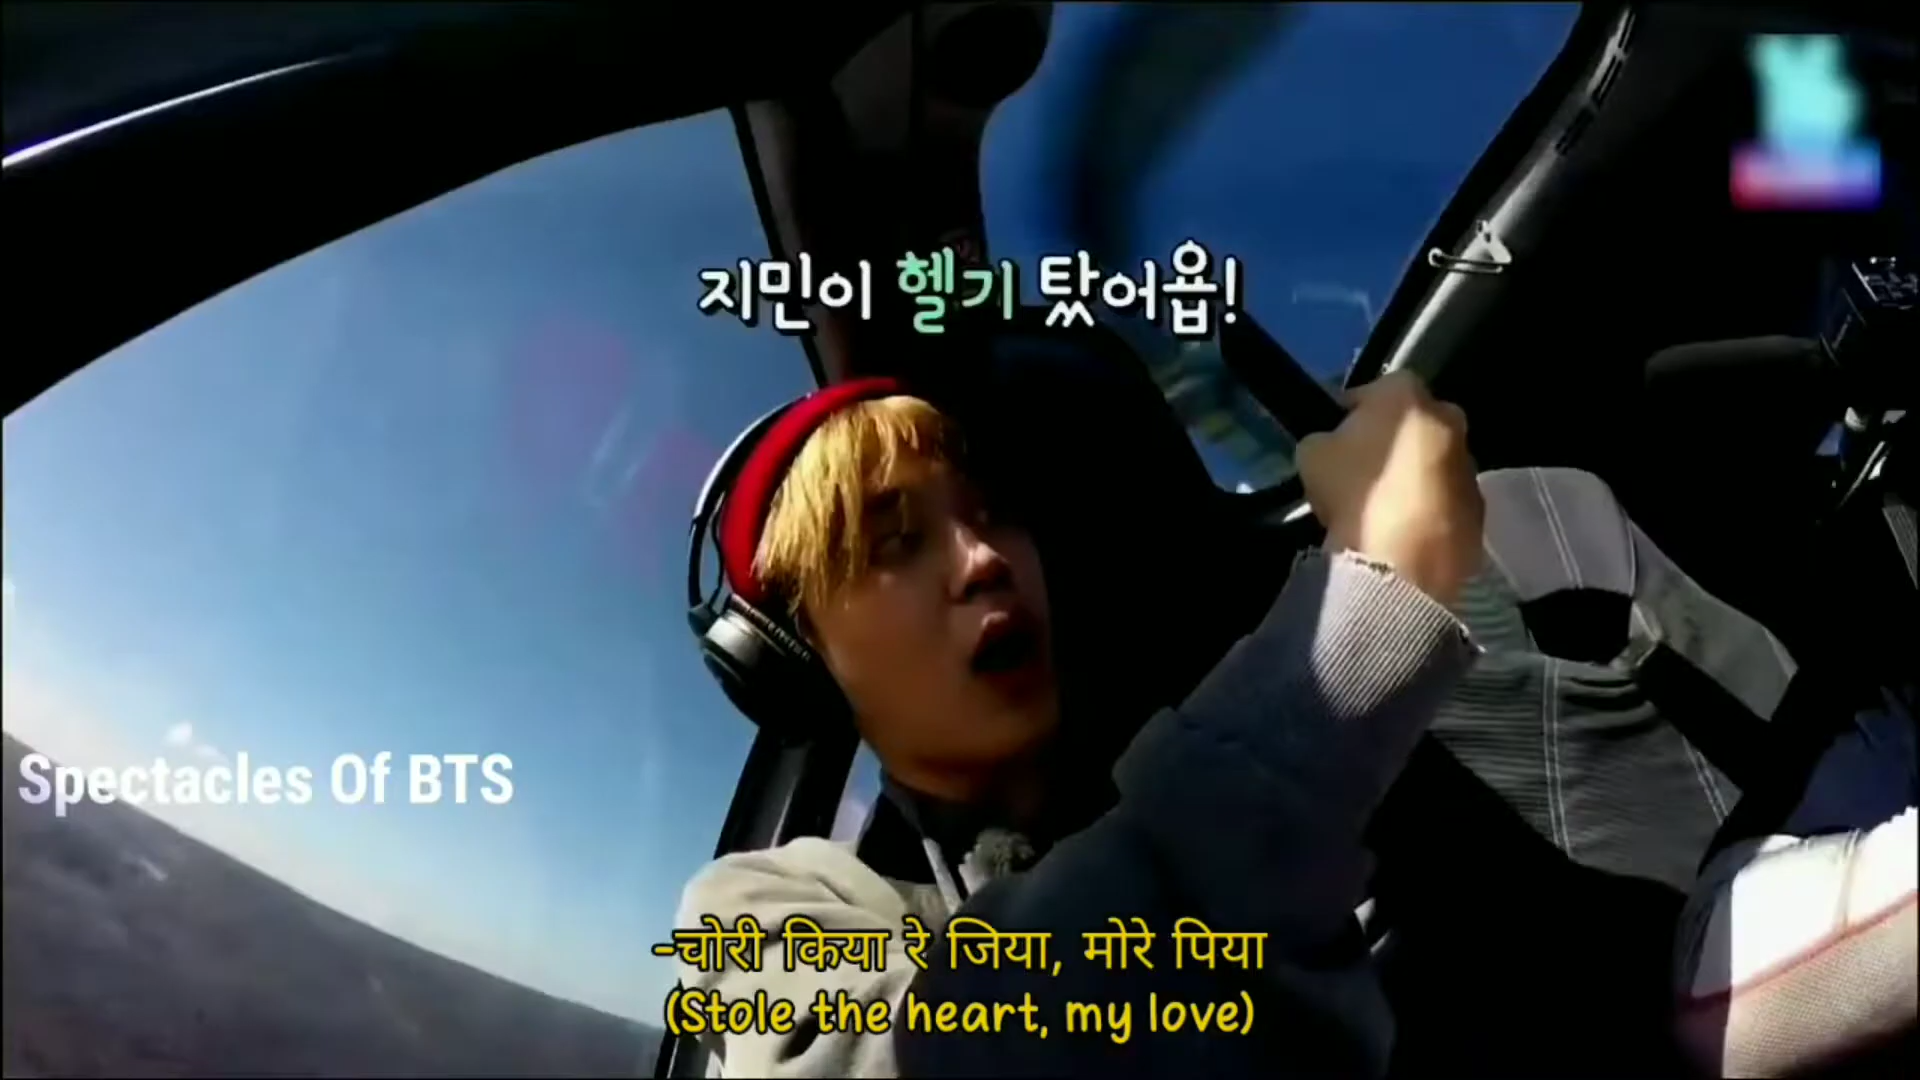 지민이 헬기 탔어욥!
Spectacles Of BTS
-चोरी किया रे जिया, मोरे पिया
(Stole the heart, my love)